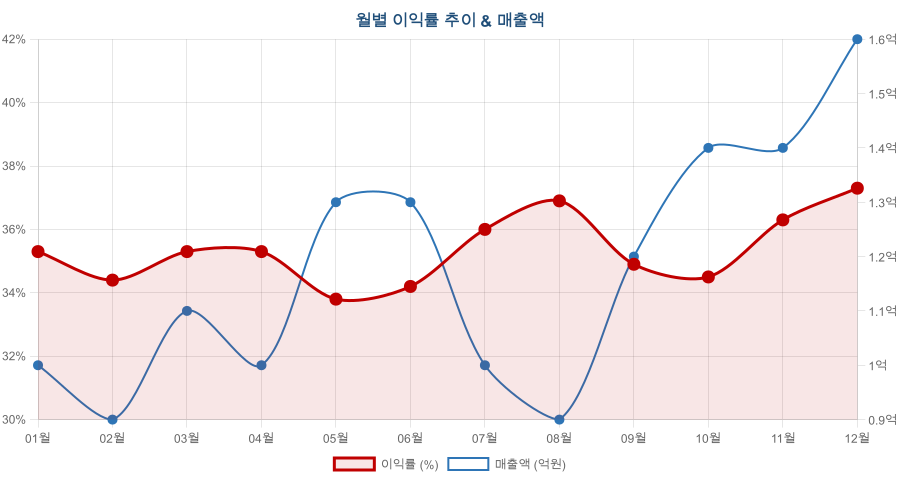 월별 이익률 추이 & 매출액
42% 1.6억
1.5억
40%
38% 1.4억
1.3억
36%
1.2억
34%
1.1억
32% 1억
30% 0.9억
01월 02월 03월 04월 05월 06월 07월 08월 09월 10월 11월 12월
이익률 (%) 매출액 (억원)